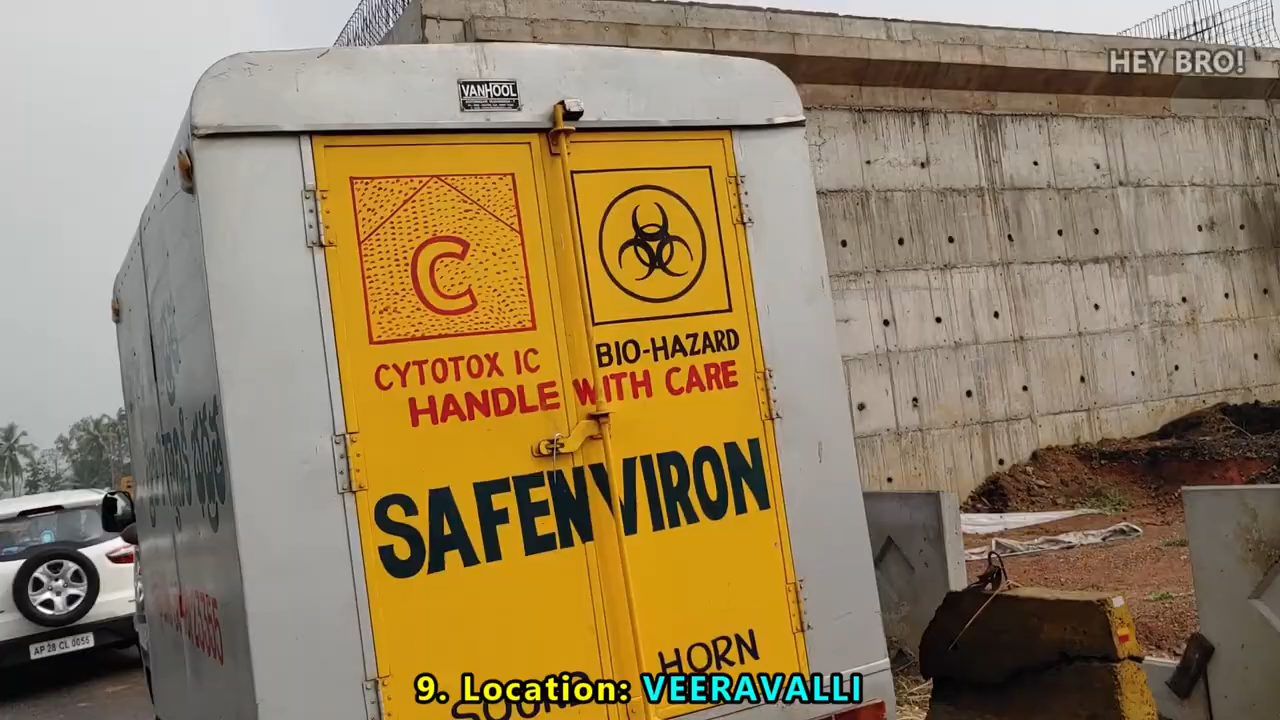 HEY BRO!
VANHOOL
C
CYTOTOX IC
BIO-HAZARD
HANDLE WITH CARE
SAFENVIRON
SOUND HORN
AP 28 CL 0055
9. Location: VEERAVALLI